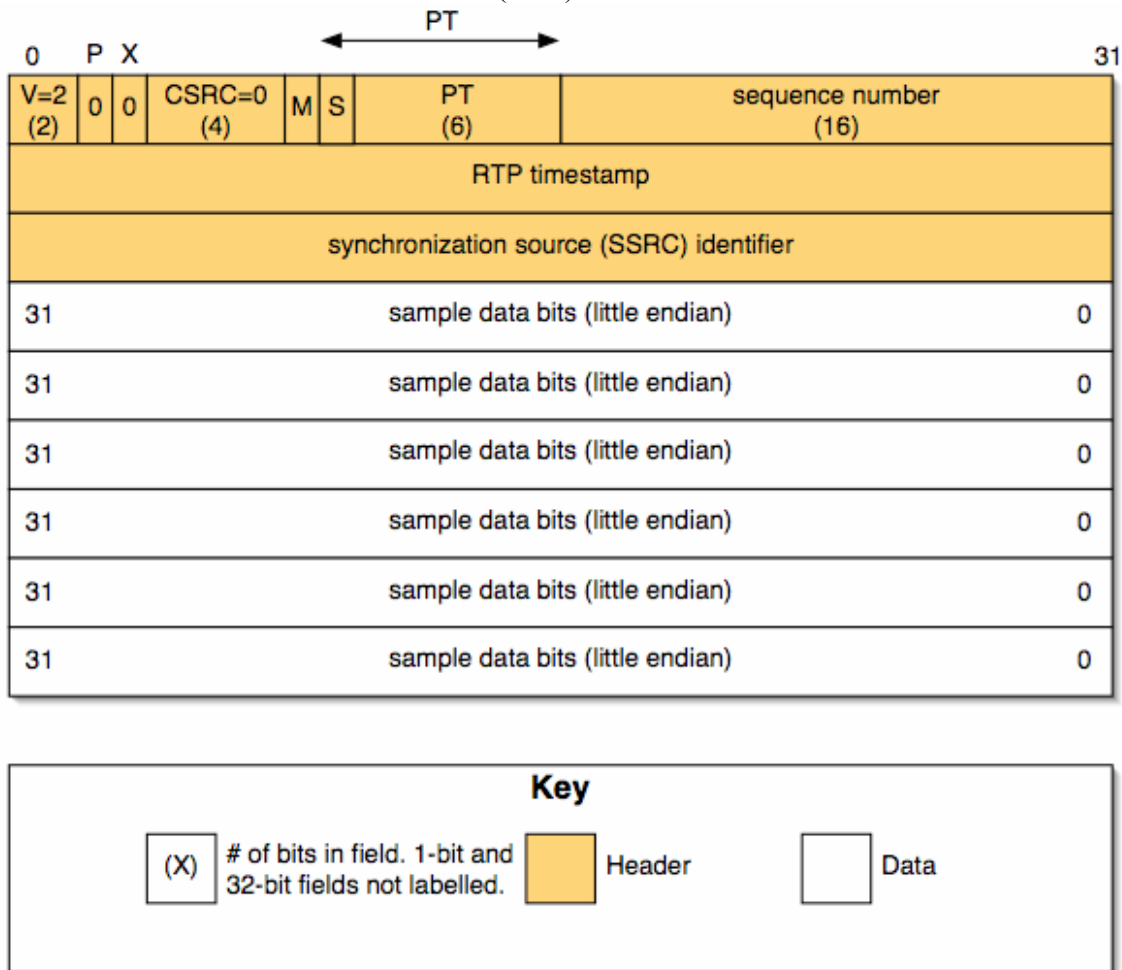 PT
0 P X 31
V=2 0 0 CSRC=0 M S PT sequence number
(2) (4) (6) (16)
RTP timestamp
synchronization source (SSRC) identifier
31 sample data bits (little endian) 0
31 sample data bits (little endian) 0
31 sample data bits (little endian) 0
31 sample data bits (little endian) 0
31 sample data bits (little endian) 0
31 sample data bits (little endian) 0
Key
(X) # of bits in field. 1-bit and Header Data
32-bit fields not labelled.